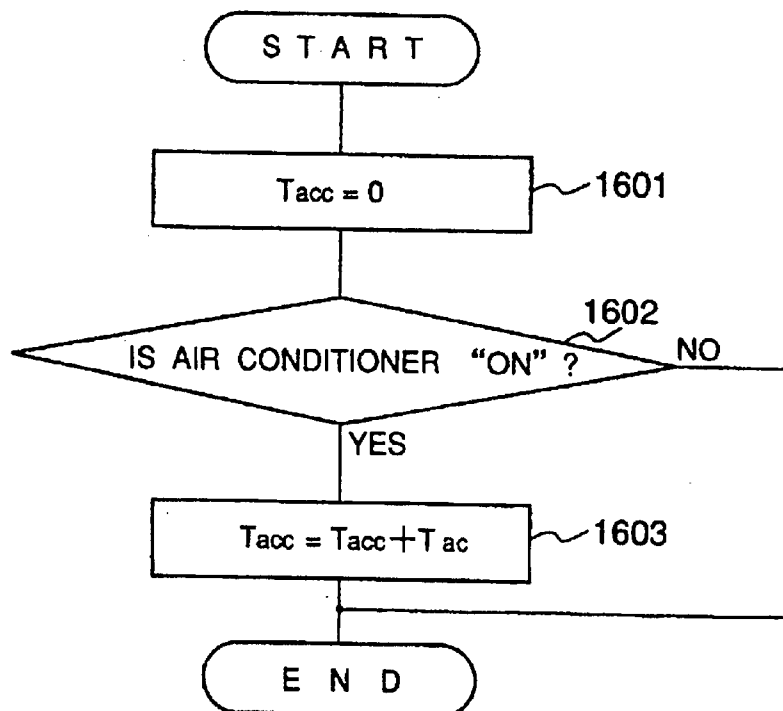 START
Tacc = 0
1601
1602
IS AIR CONDITIONER “ON” ?
NO
YES
Tacc = Tacc+Tac
1603
END